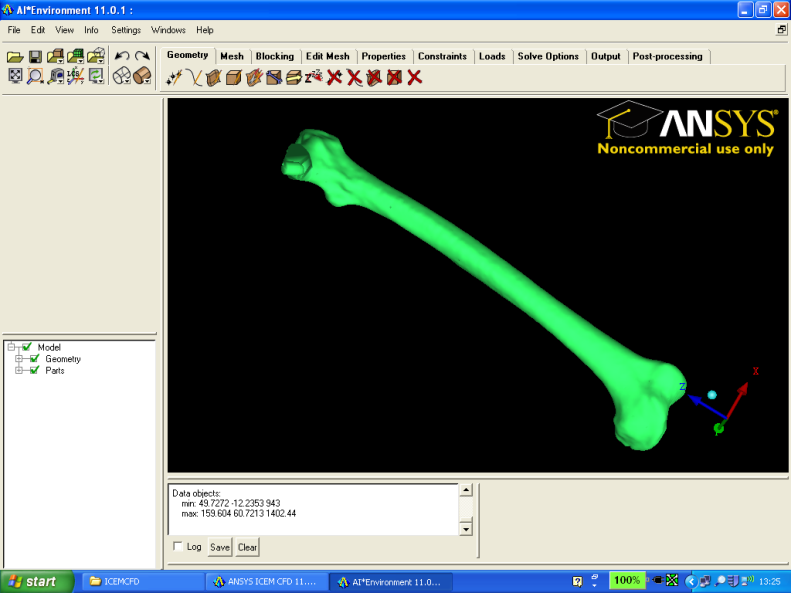 AI*Environment 11.0.1 :
File Edit View Info Settings Windows Help
Geometry Mesh Blocking Edit Mesh Properties Constraints Loads Solve Options Output Post-processing
ANSYS
Noncommercial use only
Model
Geometry
Parts
X
Z
Data objects:
min: 49.7272 -12.2353 943
max: 159.604 60.7213 1402.44
Log Save Clear
start ICEMCFD ANSYS ICEM CFD 11.... AI*Environment 11.0... 100% 13:25